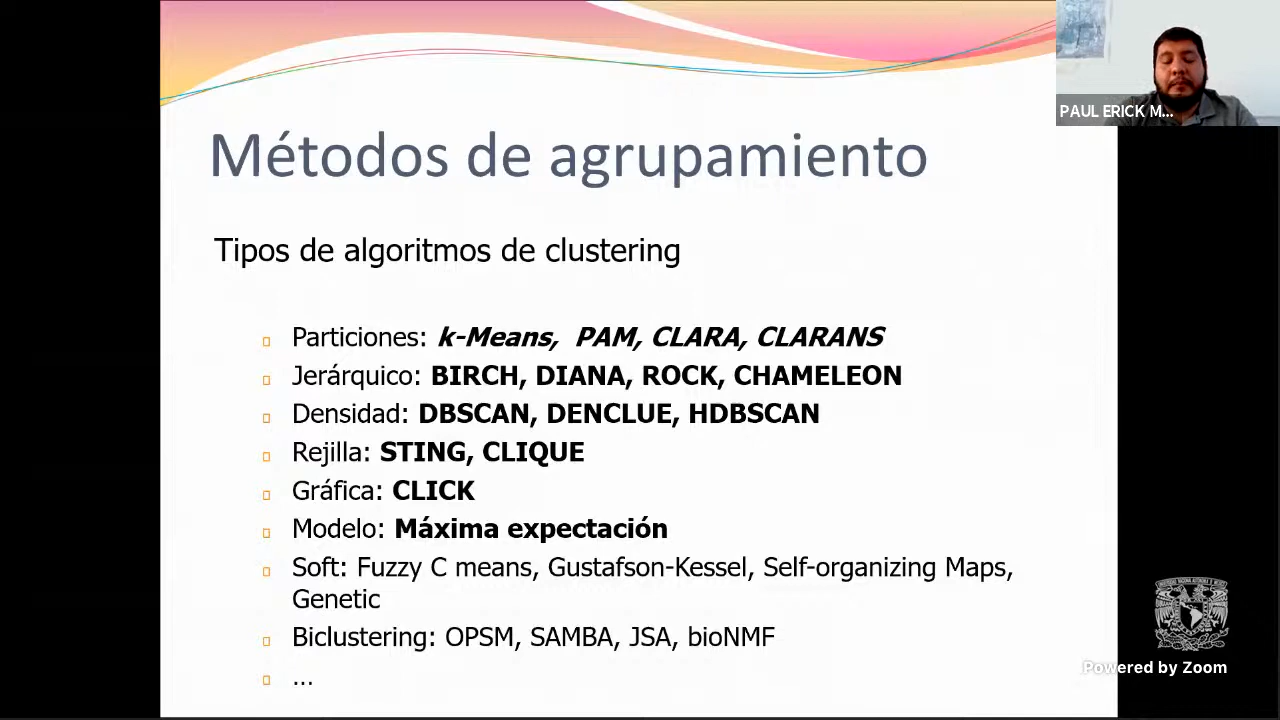 Métodos de agrupamiento
PAUL ERICK M...
Tipos de algoritmos de clustering
Particiones: k-Means, PAM, CLARA, CLARANS
Jerárquico: BIRCH, DIANA, ROCK, CHAMELEON
Densidad: DBSCAN, DENCLUE, HDBSCAN
Rejilla: STING, CLIQUE
Gráfica: CLICK
Modelo: Máxima expectación
Soft: Fuzzy C means, Gustafson-Kessel, Self-organizing Maps,
Genetic
Biclustering: OPSM, SAMBA, JSA, bioNMF
...
Powered by Zoom